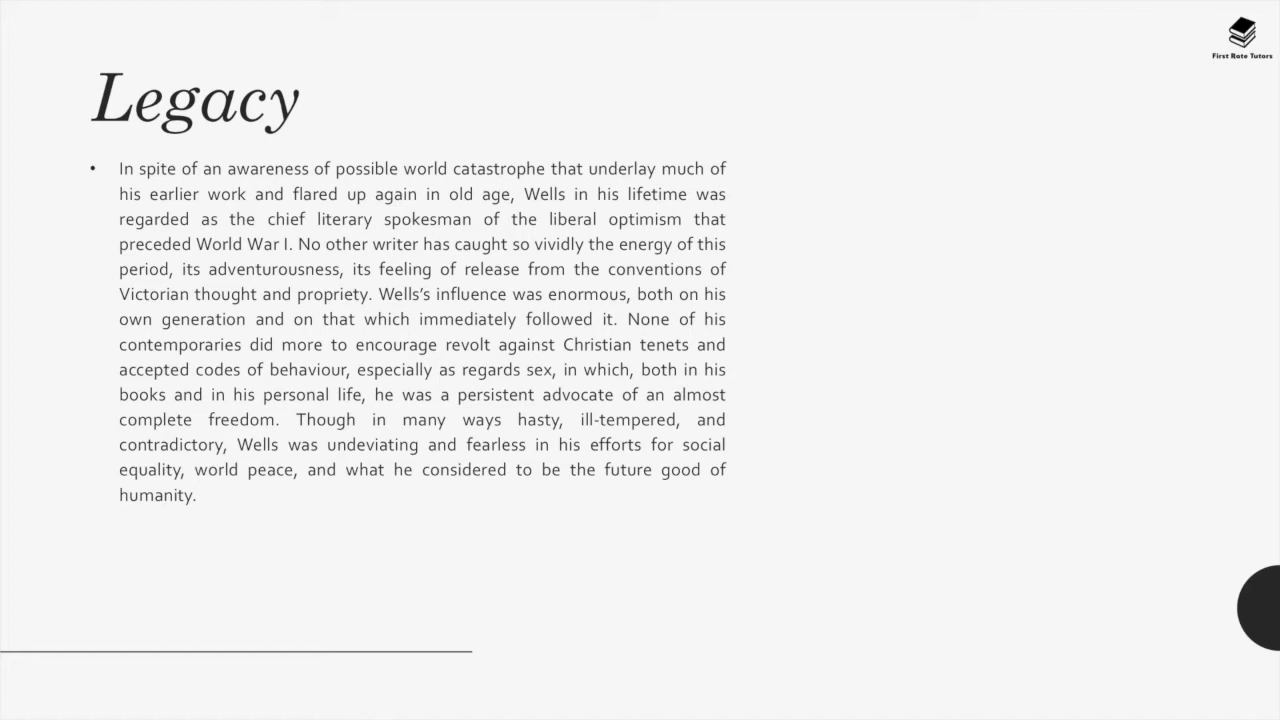 First Rate Tutors
Legacy
• In spite of an awareness of possible world catastrophe that underlay much of
his earlier work and flared up again in old age, Wells in his lifetime was
regarded as the chief literary spokesman of the liberal optimism that
preceded World War I. No other writer has caught so vividly the energy of this
period, its adventurousness, its feeling of release from the conventions of
Victorian thought and propriety. Wells’s influence was enormous, both on his
own generation and on that which immediately followed it. None of his
contemporaries did more to encourage revolt against Christian tenets and
accepted codes of behaviour, especially as regards sex, in which, both in his
books and in his personal life, he was a persistent advocate of an almost
complete freedom. Though in many ways hasty, ill-tempered, and
contradictory, Wells was undeviating and fearless in his efforts for social
equality, world peace, and what he considered to be the future good of
humanity.